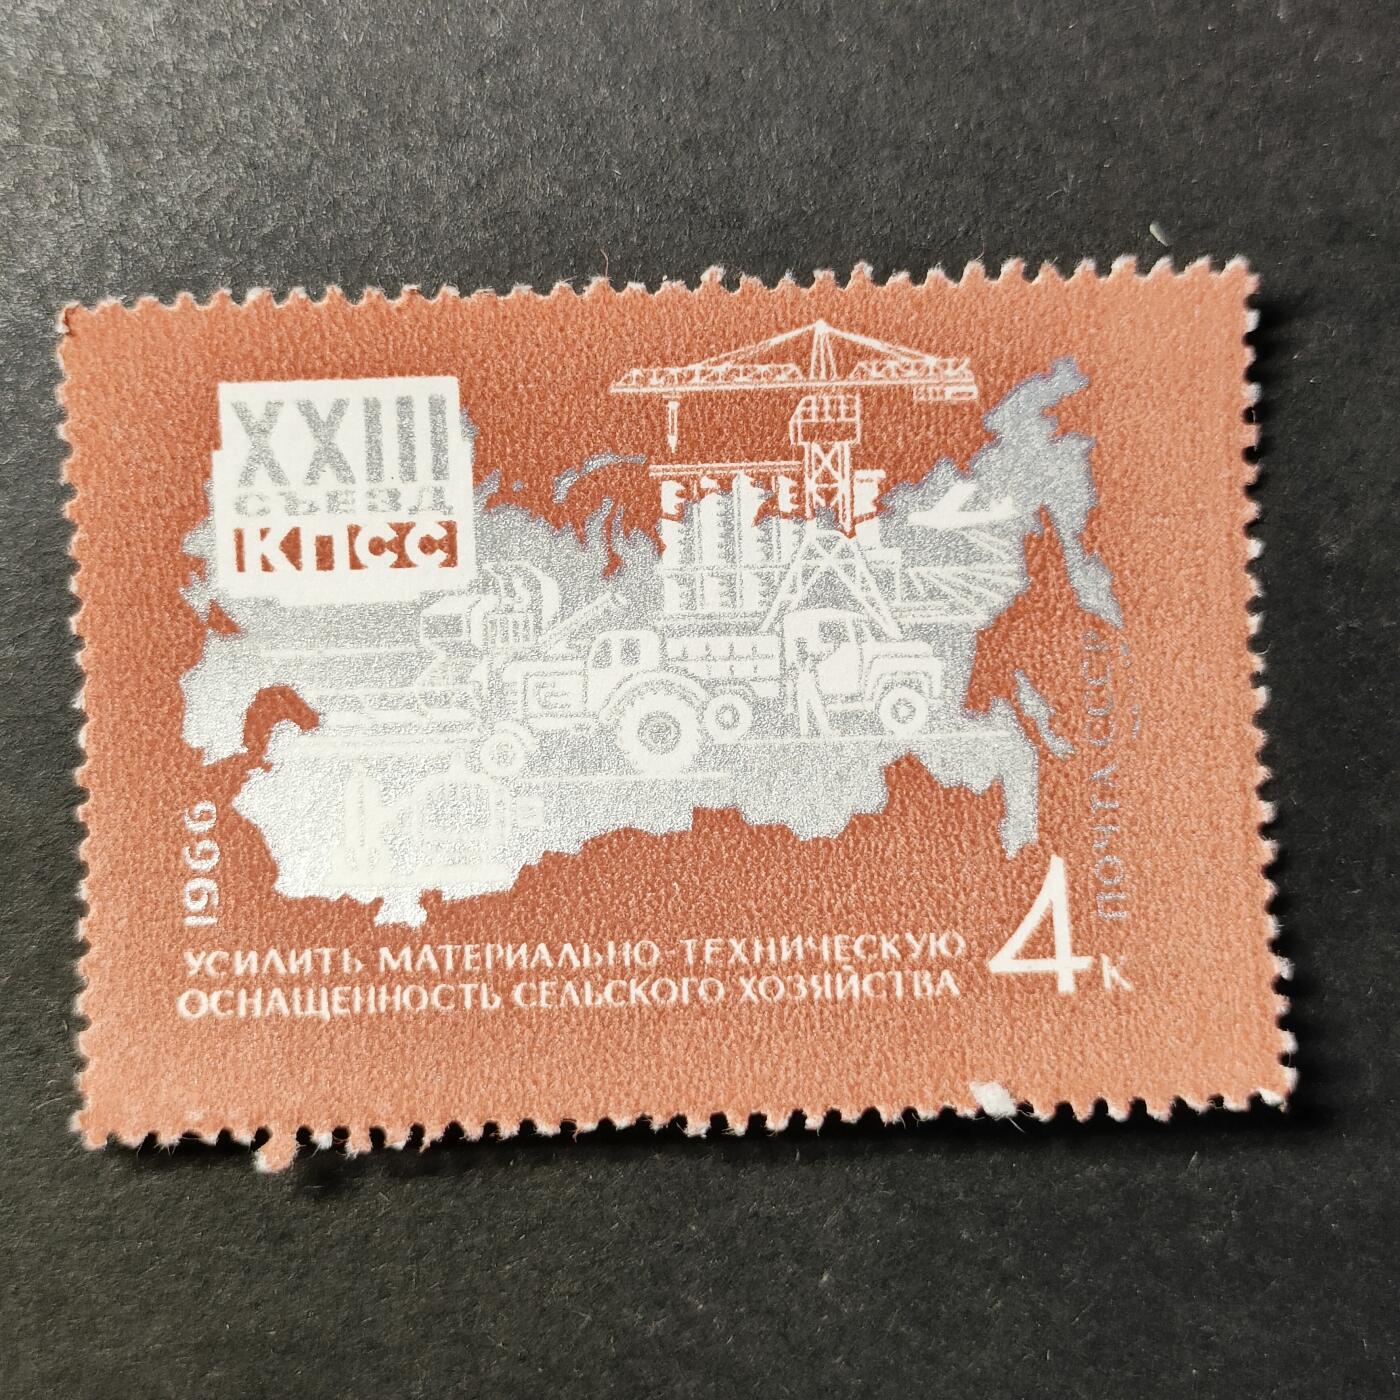 XXIII
СЪЕЗД
КПСС
1966
УСИЛИТЬ МАТЕРИАЛЬНО-ТЕХНИЧЕСКУЮ
ОСНАЩЕННОСТЬ СЕЛЬСКОГО ХОЗЯЙСТВА
4 К
ПОЧТА СССР